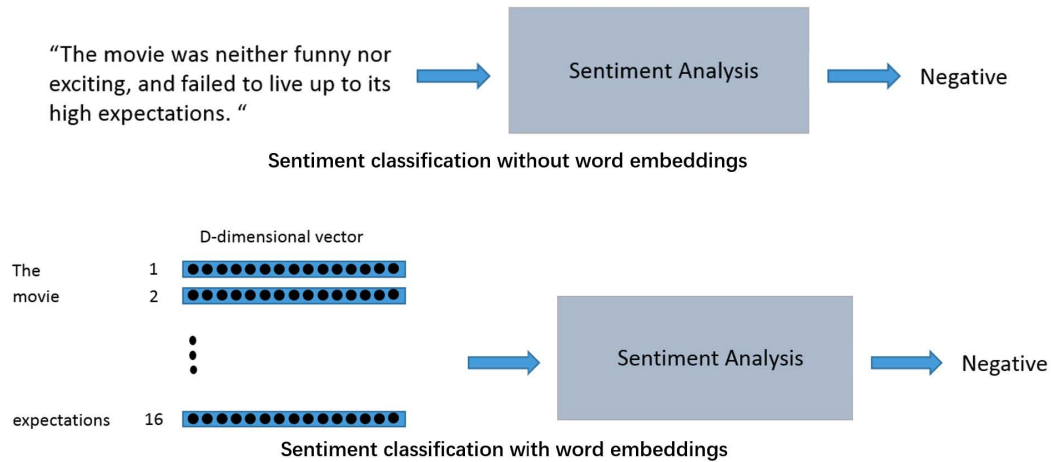 “The movie was neither funny nor
exciting, and failed to live up to its
high expectations. “
Sentiment Analysis
Negative
Sentiment classification without word embeddings
D-dimensional vector
The 1
movie 2
Sentiment Analysis
Negative
expectations 16
Sentiment classification with word embeddings